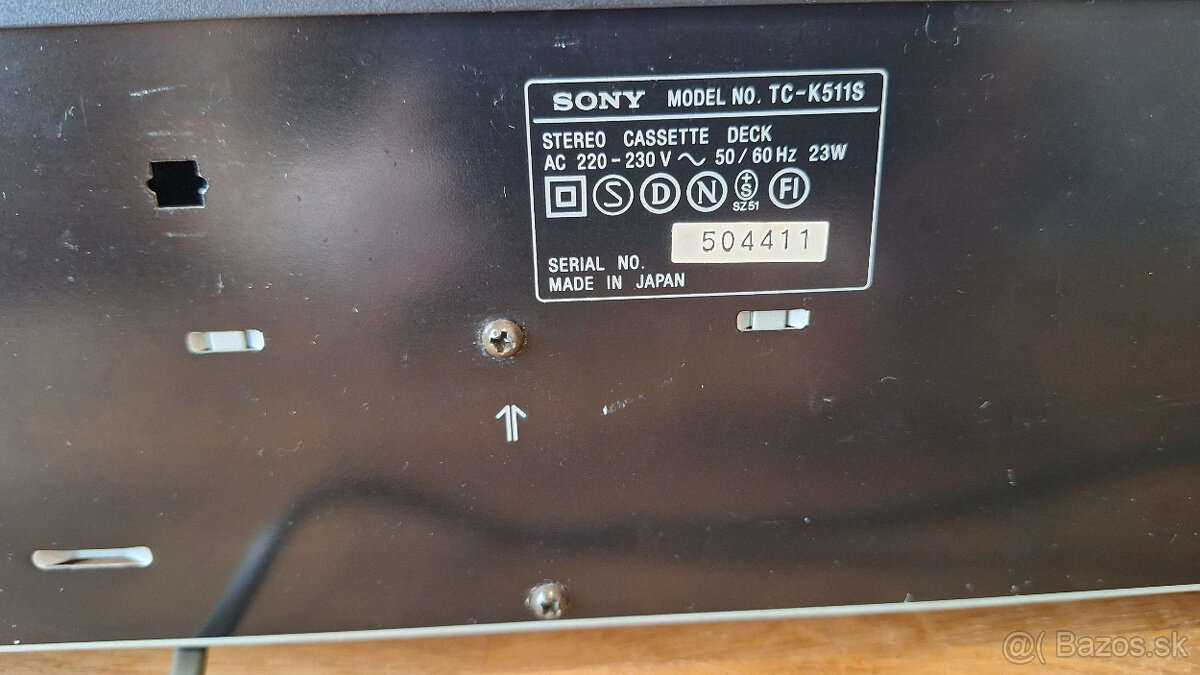 SONY MODEL NO. TC-K511S
STEREO CASSETTE DECK
AC 220-230 V ~ 50/60 Hz 23W
S D N +S SZ51 FI
504411
SERIAL NO.
MADE IN JAPAN
@( Bazos.sk